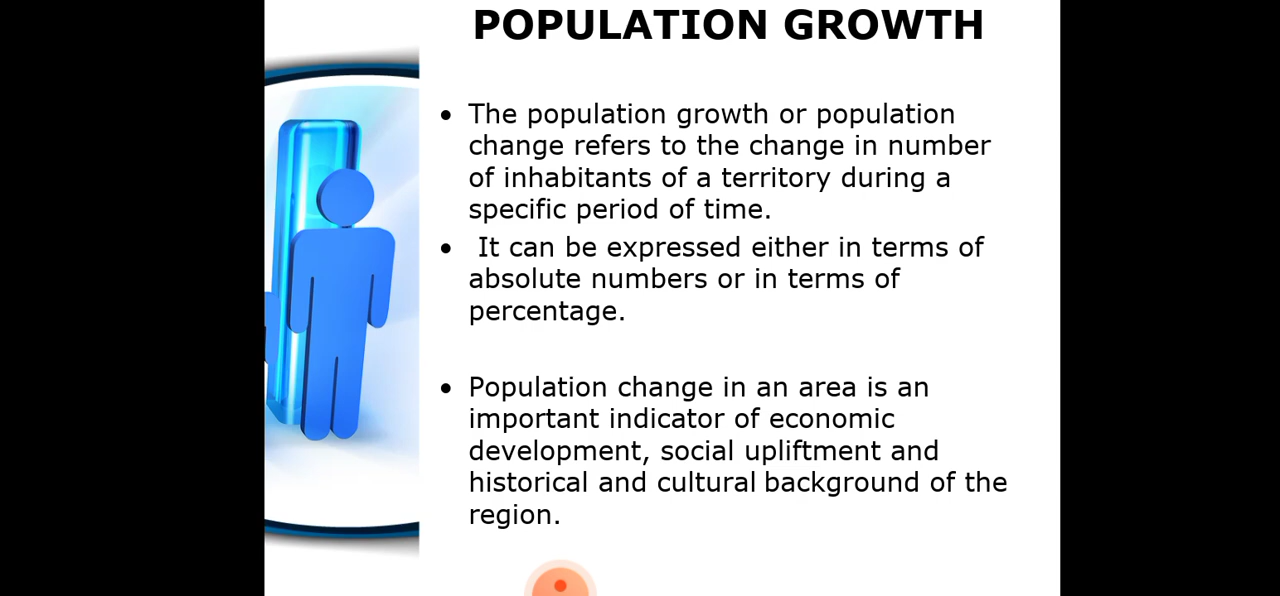 POPULATION GROWTH
• The population growth or population
change refers to the change in number
of inhabitants of a territory during a
specific period of time.
• It can be expressed either in terms of
absolute numbers or in terms of
percentage.
• Population change in an area is an
important indicator of economic
development, social upliftment and
historical and cultural background of the
region.